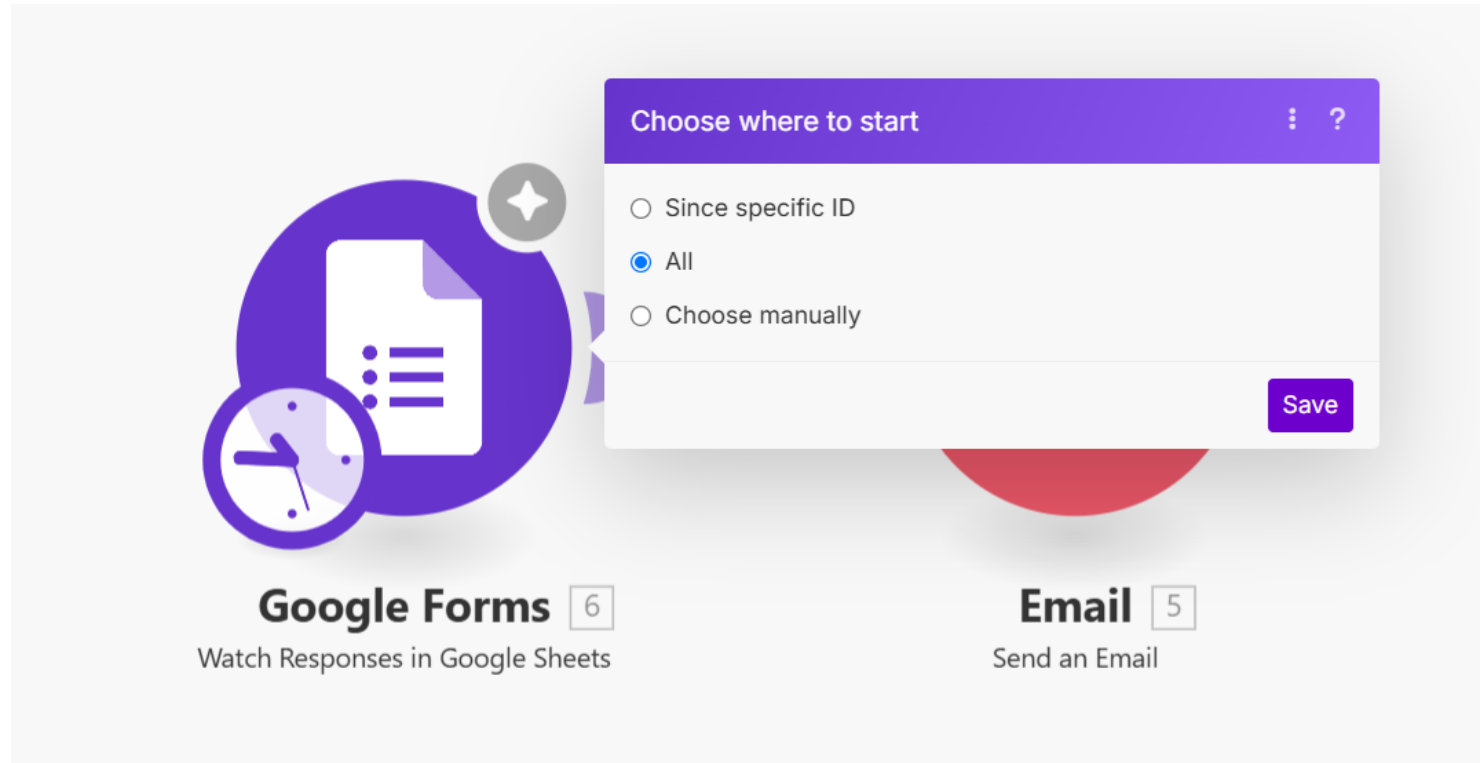 Choose where to start
?
Since specific ID
All
Choose manually
Save
Google Forms 6
Watch Responses in Google Sheets
Email 5
Send an Email